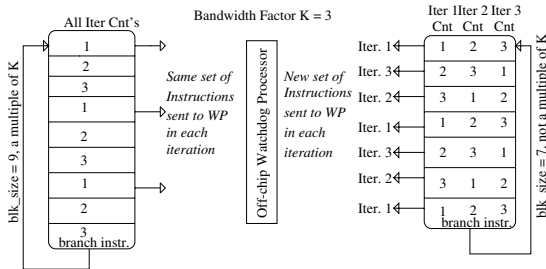 Bandwidth Factor K = 3
All Iter Cnt's
blk_size = 9, a multiple of K
1
2
3
1
2
3
1
2
3
branch instr.
Same set of
Instructions
sent to WP
in each
iteration
Off-chip Watchdog Processor
New set of
Instructions
sent to WP
in each
iteration
Iter 1 Iter 2 Iter 3
Cnt Cnt Cnt
Iter. 1 1 2 3
Iter. 3 2 3 1
Iter. 2 3 1 2
Iter. 1 1 2 3
Iter. 3 2 3 1
Iter. 2 3 1 2
Iter. 1 1 2 3
branch instr.
blk_size = 7, not a multiple of K